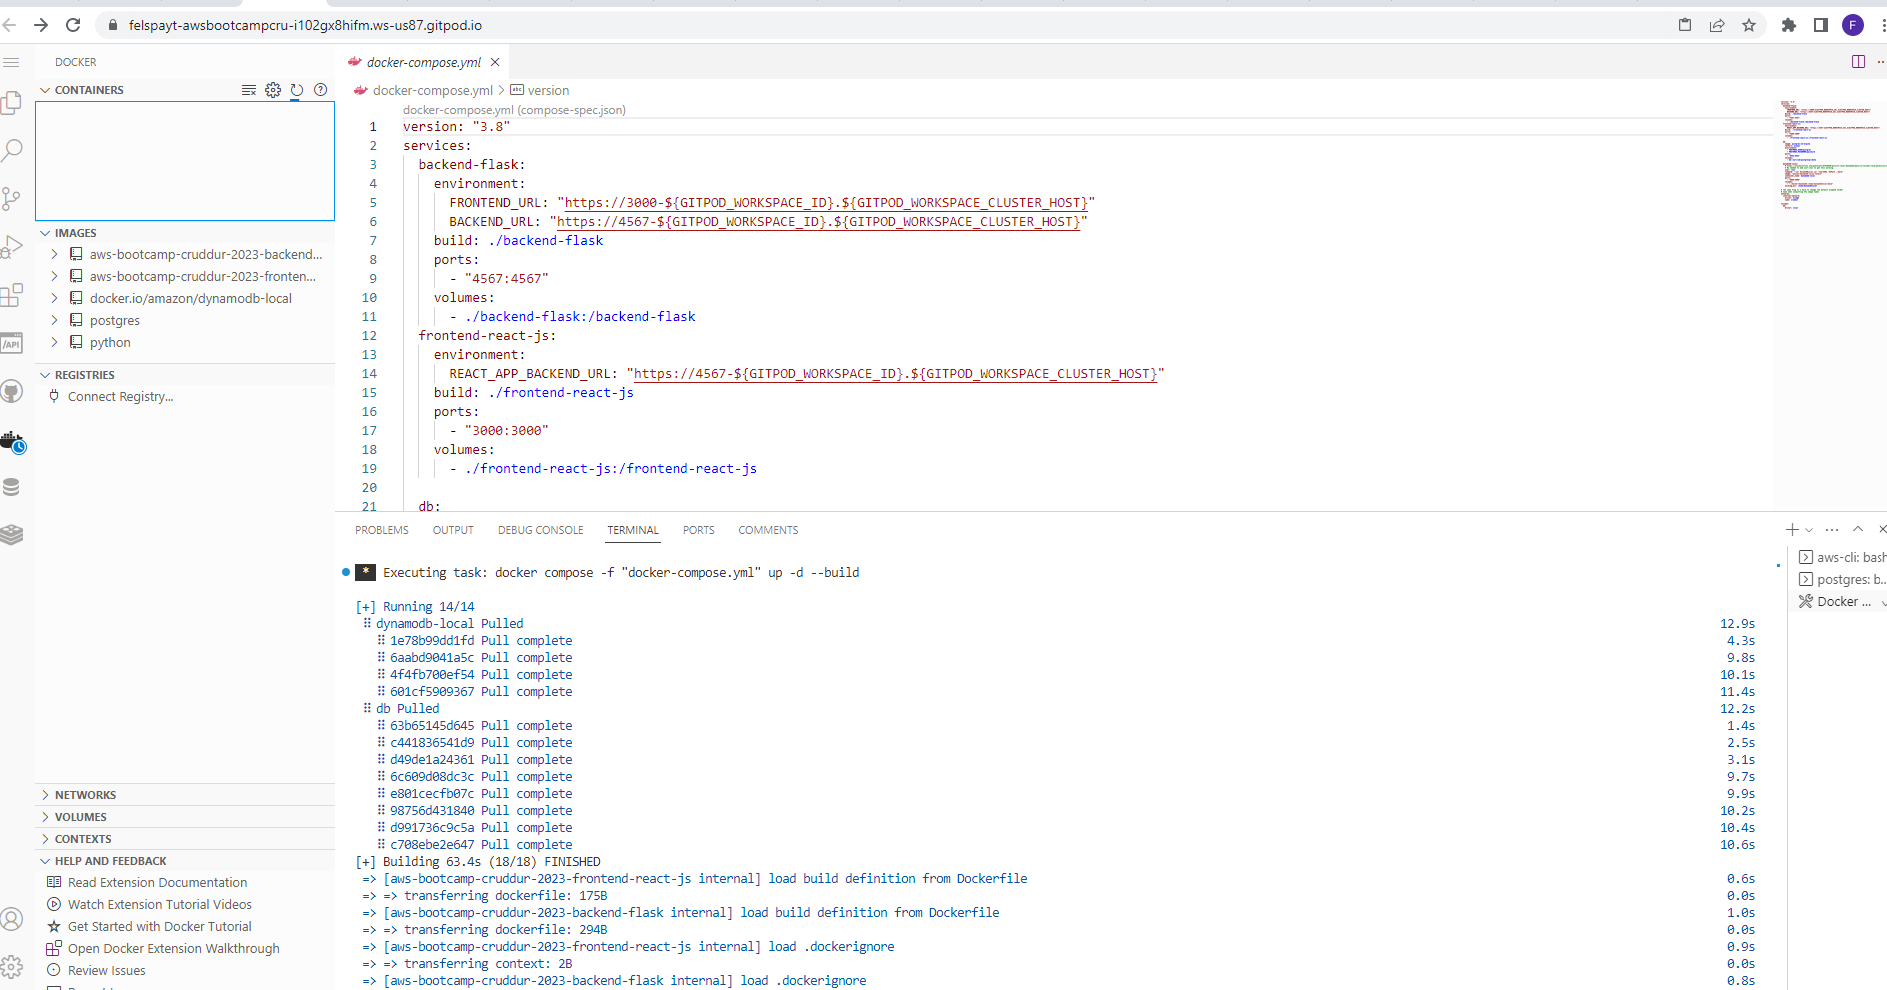 felspayt-awsbootcampcru-i102gx8hifm.ws-us87.gitpod.io
F
DOCKER
CONTAINERS
IMAGES
aws-bootcamp-cruddur-2023-backend...
aws-bootcamp-cruddur-2023-fronten...
docker.io/amazon/dynamodb-local
postgres
python
REGISTRIES
Connect Registry...
NETWORKS
VOLUMES
CONTEXTS
HELP AND FEEDBACK
Read Extension Documentation
Watch Extension Tutorial Videos
Get Started with Docker Tutorial
Open Docker Extension Walkthrough
Review Issues
/API
docker-compose.yml
docker-compose.yml > abc version
docker-compose.yml (compose-spec.json)
1 version: "3.8"
2 services:
3 backend-flask:
4 environment:
5 FRONTEND_URL: "https://3000-${GITPOD_WORKSPACE_ID}.${GITPOD_WORKSPACE_CLUSTER_HOST}"
6 BACKEND_URL: "https://4567-${GITPOD_WORKSPACE_ID}.${GITPOD_WORKSPACE_CLUSTER_HOST}"
7 build: ./backend-flask
8 ports:
9 - "4567:4567"
10 volumes:
11 - ./backend-flask:/backend-flask
12 frontend-react-js:
13 environment:
14 REACT_APP_BACKEND_URL: "https://4567-${GITPOD_WORKSPACE_ID}.${GITPOD_WORKSPACE_CLUSTER_HOST}"
15 build: ./frontend-react-js
16 ports:
17 - "3000:3000"
18 volumes:
19 - ./frontend-react-js:/frontend-react-js
20
21 db:
PROBLEMS OUTPUT DEBUG CONSOLE TERMINAL PORTS COMMENTS
* Executing task: docker compose -f "docker-compose.yml" up -d --build
[+] Running 14/14
⠿ dynamodb-local Pulled 12.9s
⠿ 1e78b99dd1fd Pull complete 4.3s
⠿ 6aabd9041a5c Pull complete 9.8s
⠿ 4f4fb700ef54 Pull complete 10.1s
⠿ 601cf5909367 Pull complete 11.4s
⠿ db Pulled 12.2s
⠿ 63b65145d645 Pull complete 1.4s
⠿ c441836541d9 Pull complete 2.5s
⠿ d49de1a24361 Pull complete 3.1s
⠿ 6c609d08dc3c Pull complete 9.7s
⠿ e801cecfb07c Pull complete 9.9s
⠿ 98756d431840 Pull complete 10.2s
⠿ d991736c9c5a Pull complete 10.4s
⠿ c708ebe2e647 Pull complete 10.6s
[+] Building 63.4s (18/18) FINISHED
=> [aws-bootcamp-cruddur-2023-frontend-react-js internal] load build definition from Dockerfile 0.6s
=> => transferring dockerfile: 175B 0.0s
=> [aws-bootcamp-cruddur-2023-backend-flask internal] load build definition from Dockerfile 1.0s
=> => transferring dockerfile: 294B 0.0s
=> [aws-bootcamp-cruddur-2023-frontend-react-js internal] load .dockerignore 0.9s
=> => transferring context: 2B 0.0s
=> [aws-bootcamp-cruddur-2023-backend-flask internal] load .dockerignore 0.8s
aws-cli: bash
postgres: b...
Docker ...